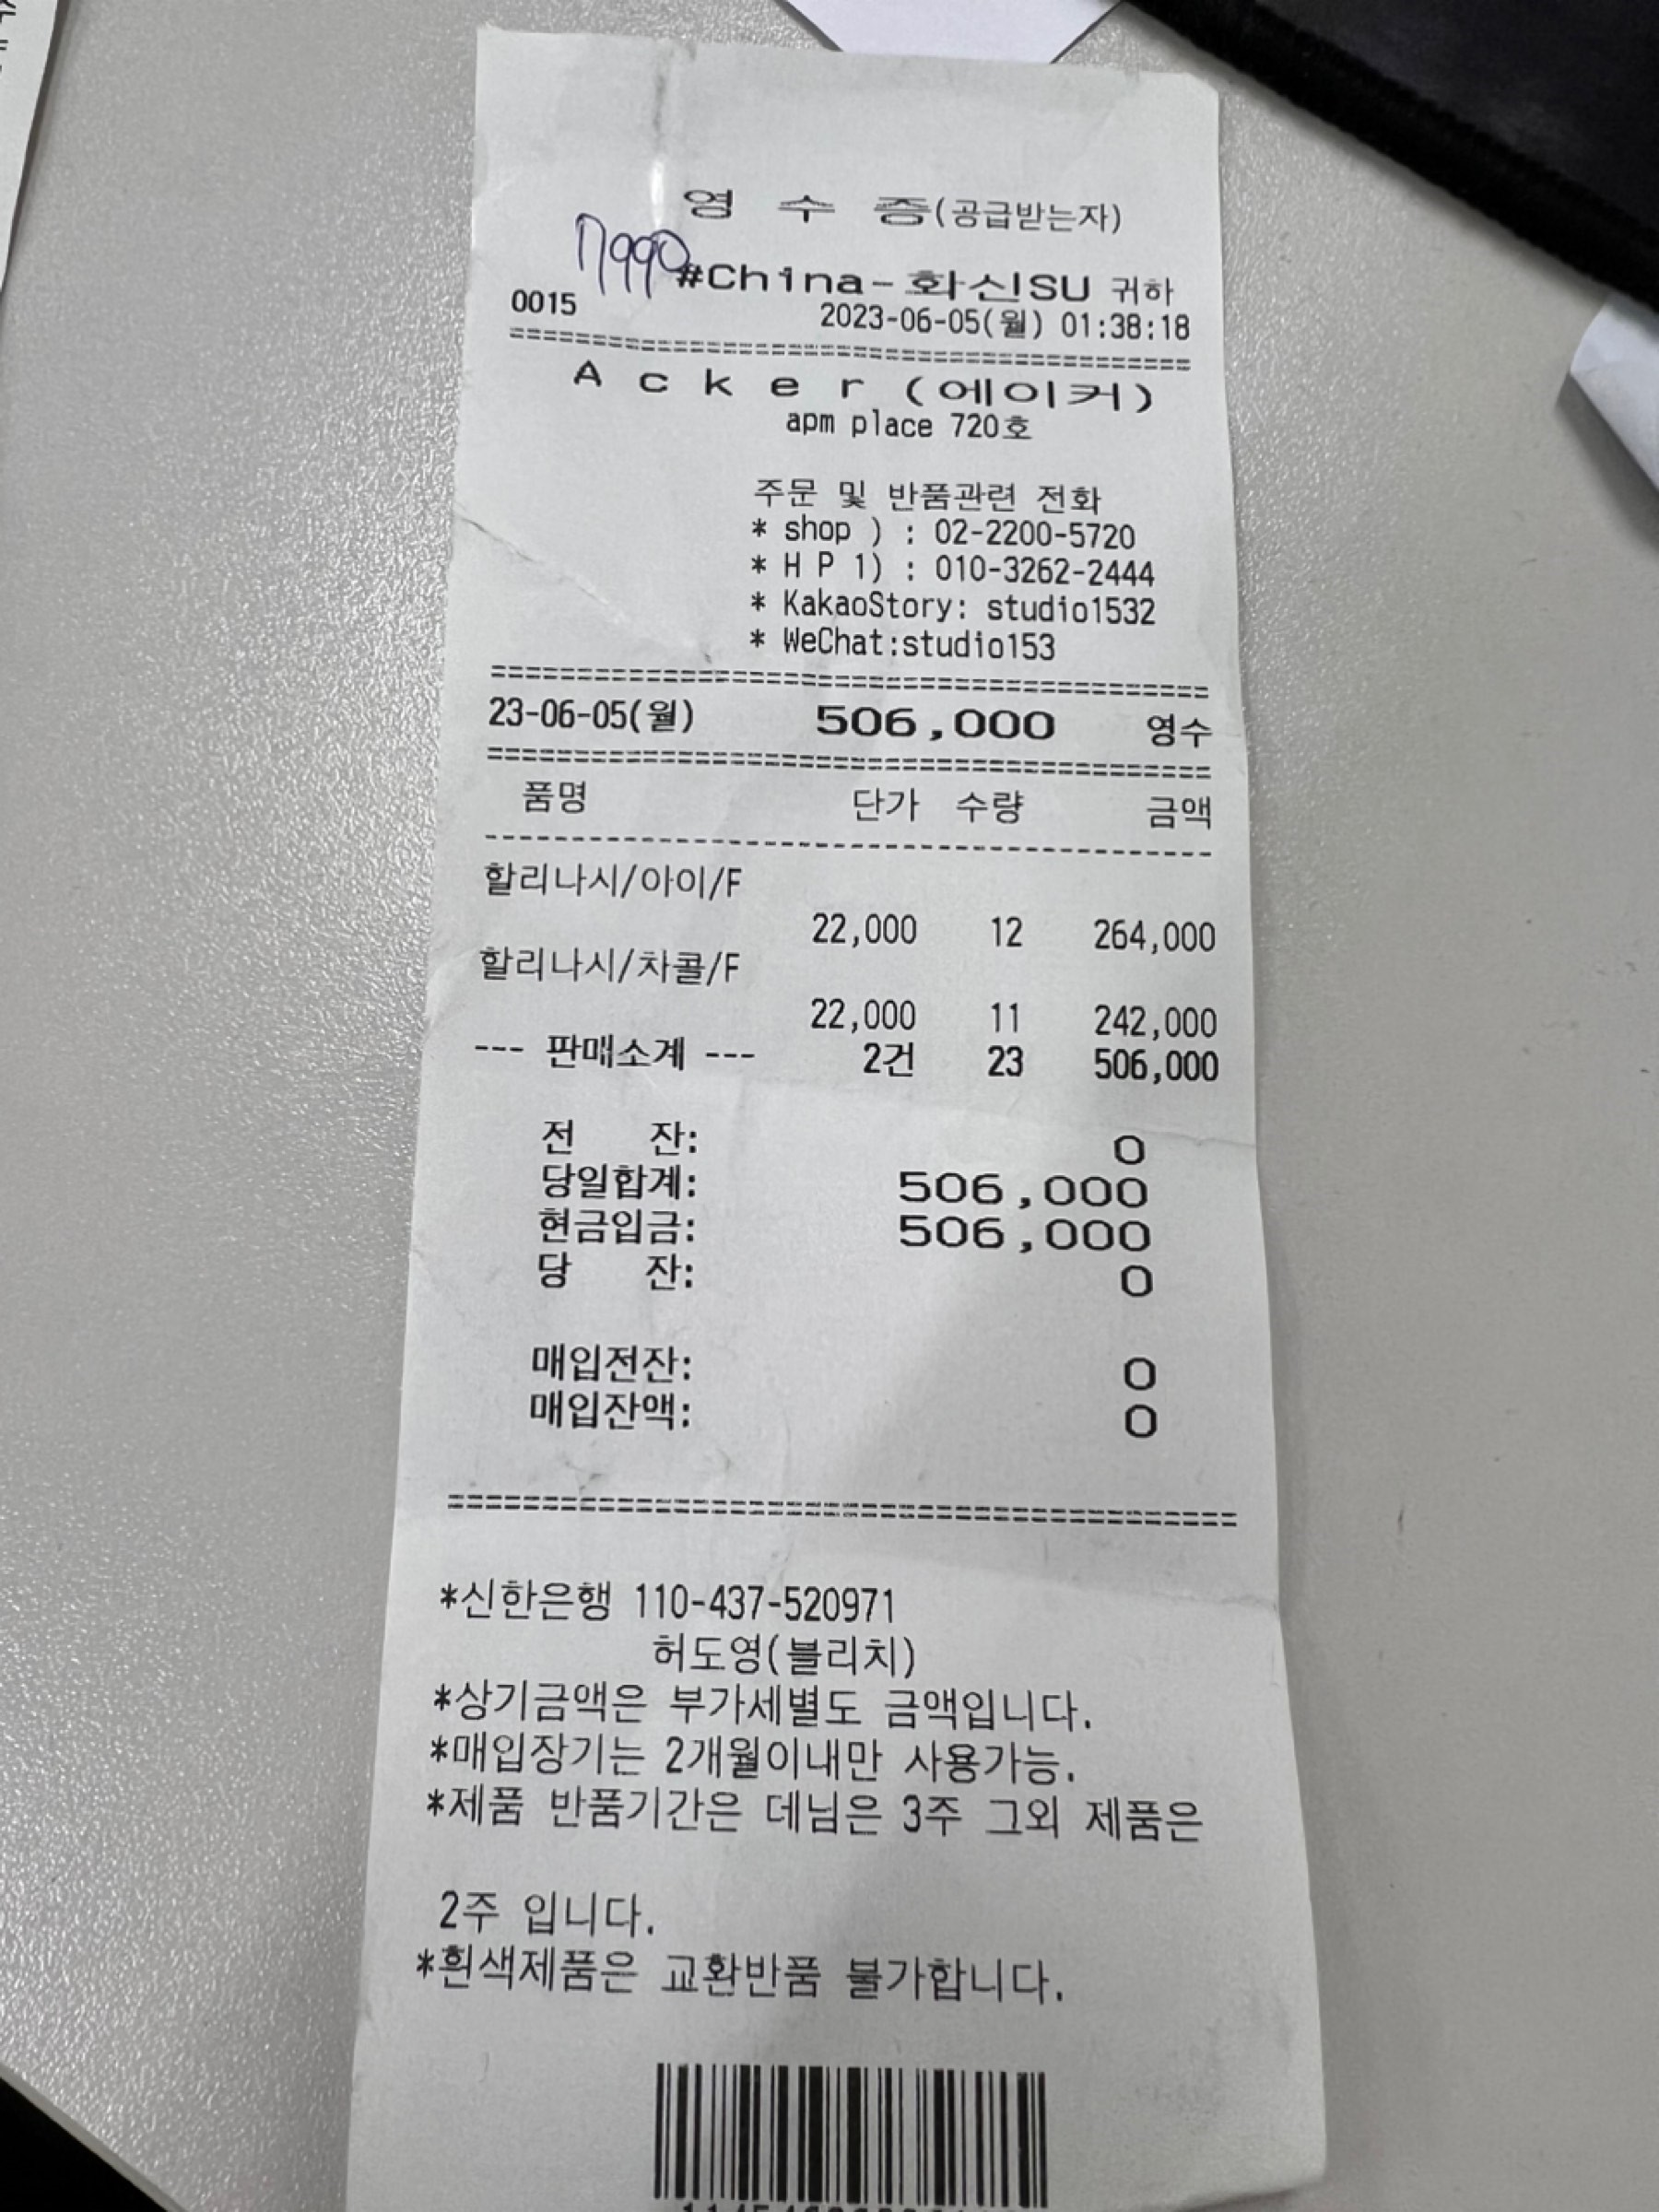 영 수 증(공급받는자)
7990
#China-화신SU 귀하
0015 2023-06-05(월) 01:38:18
=======================================
Acker(에이커)
apm place 720호
주문 및 반품관련 전화
* shop ) : 02-2200-5720
* H P 1) : 010-3262-2444
* KakaoStory: studio1532
* WeChat:studio153
=======================================
23-06-05(월) 506,000 영수
=======================================
품명 단가 수량 금액
---------------------------------------
할리나시/아이/F
22,000 12 264,000
할리나시/차콜/F
22,000 11 242,000
--- 판매소계 --- 2건 23 506,000
전 잔: 0
당일합계: 506,000
현금입금: 506,000
당 잔: 0
매입전잔: 0
매입잔액: 0
=======================================
*신한은행 110-437-520971
허도영(블리치)
*상기금액은 부가세별도 금액입니다.
*매입장기는 2개월이내만 사용가능.
*제품 반품기간은 데님은 3주 그외 제품은
2주 입니다.
*흰색제품은 교환반품 불가합니다.